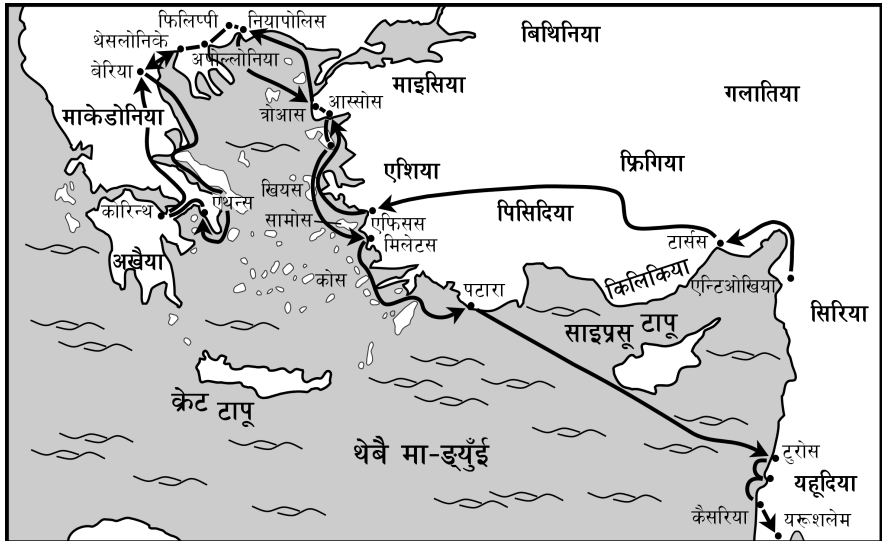 फिलिप्पी
नियापोलिस
बिथिनिया
थेसलोनिके
अपोल्लोनिया
बेरिया
माइसिया
गलातिया
त्रोआस
आस्सोस
माकेडोनिया
एशिया
फ्रिगिया
खियस
एथेन्स
कोरिन्थ
सामोस
एफिसस
पिसिदिया
मिलेटस
टार्सस
अखैया
कोस
पटारा
किलिकिया
एन्टिओखिया
सिरिया
साइप्रस् टापू
क्रेट टापू
थेबै मा-ङ्युँई
टुरोस
यहूदिया
कैसरिया
यरूशलेम